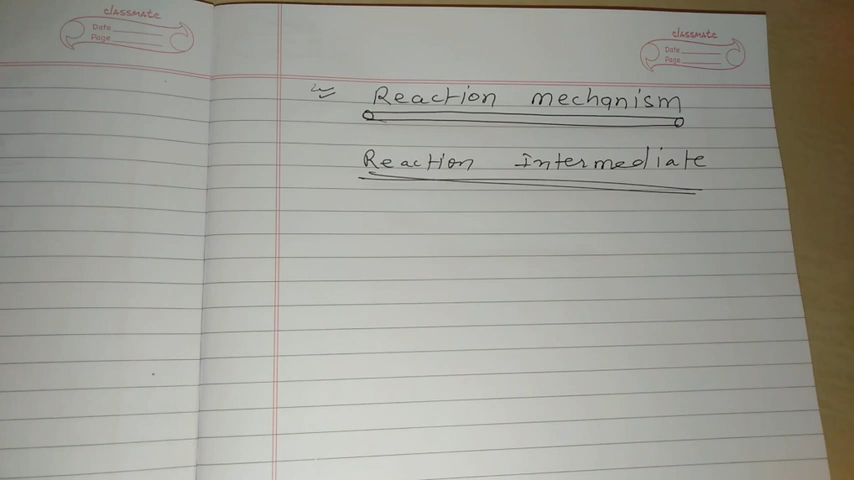 classmate
Date
Page
classmate
Date
Page
Reaction mechanism
Reaction Intermediate